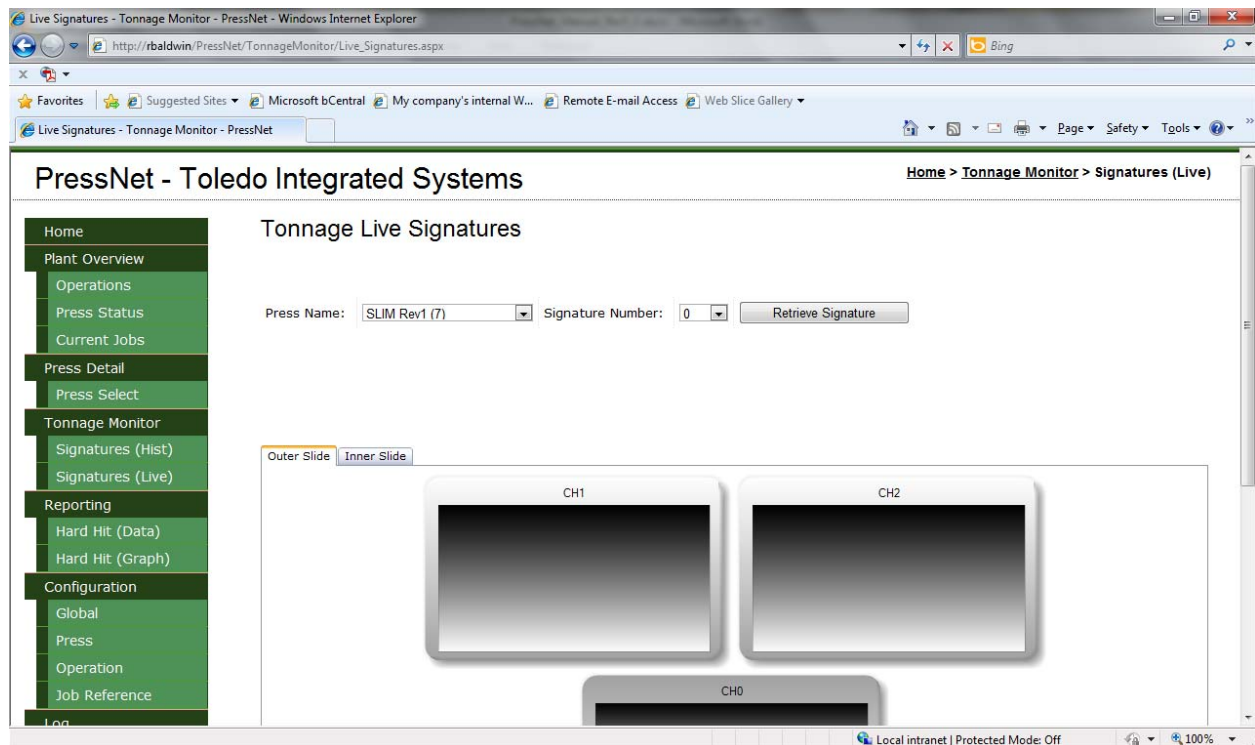 Live Signatures - Tonnage Monitor - PressNet - Windows Internet Explorer
http://rbaldwin/PressNet/TonnageMonitor/Live_Signatures.aspx
Bing
Favorites Suggested Sites Microsoft bCentral My company's internal W... Remote E-mail Access Web Slice Gallery
Live Signatures - Tonnage Monitor - PressNet
Page Safety Tools
PressNet - Toledo Integrated Systems
Home > Tonnage Monitor > Signatures (Live)
Home
Plant Overview
Operations
Press Status
Current Jobs
Press Detail
Press Select
Tonnage Monitor
Signatures (Hist)
Signatures (Live)
Reporting
Hard Hit (Data)
Hard Hit (Graph)
Configuration
Global
Press
Operation
Job Reference
Log
Tonnage Live Signatures
Press Name: SLIM Rev1 (7) Signature Number: 0 Retrieve Signature
Outer Slide Inner Slide
CH1 CH2
CH0
Local intranet | Protected Mode: Off 100%